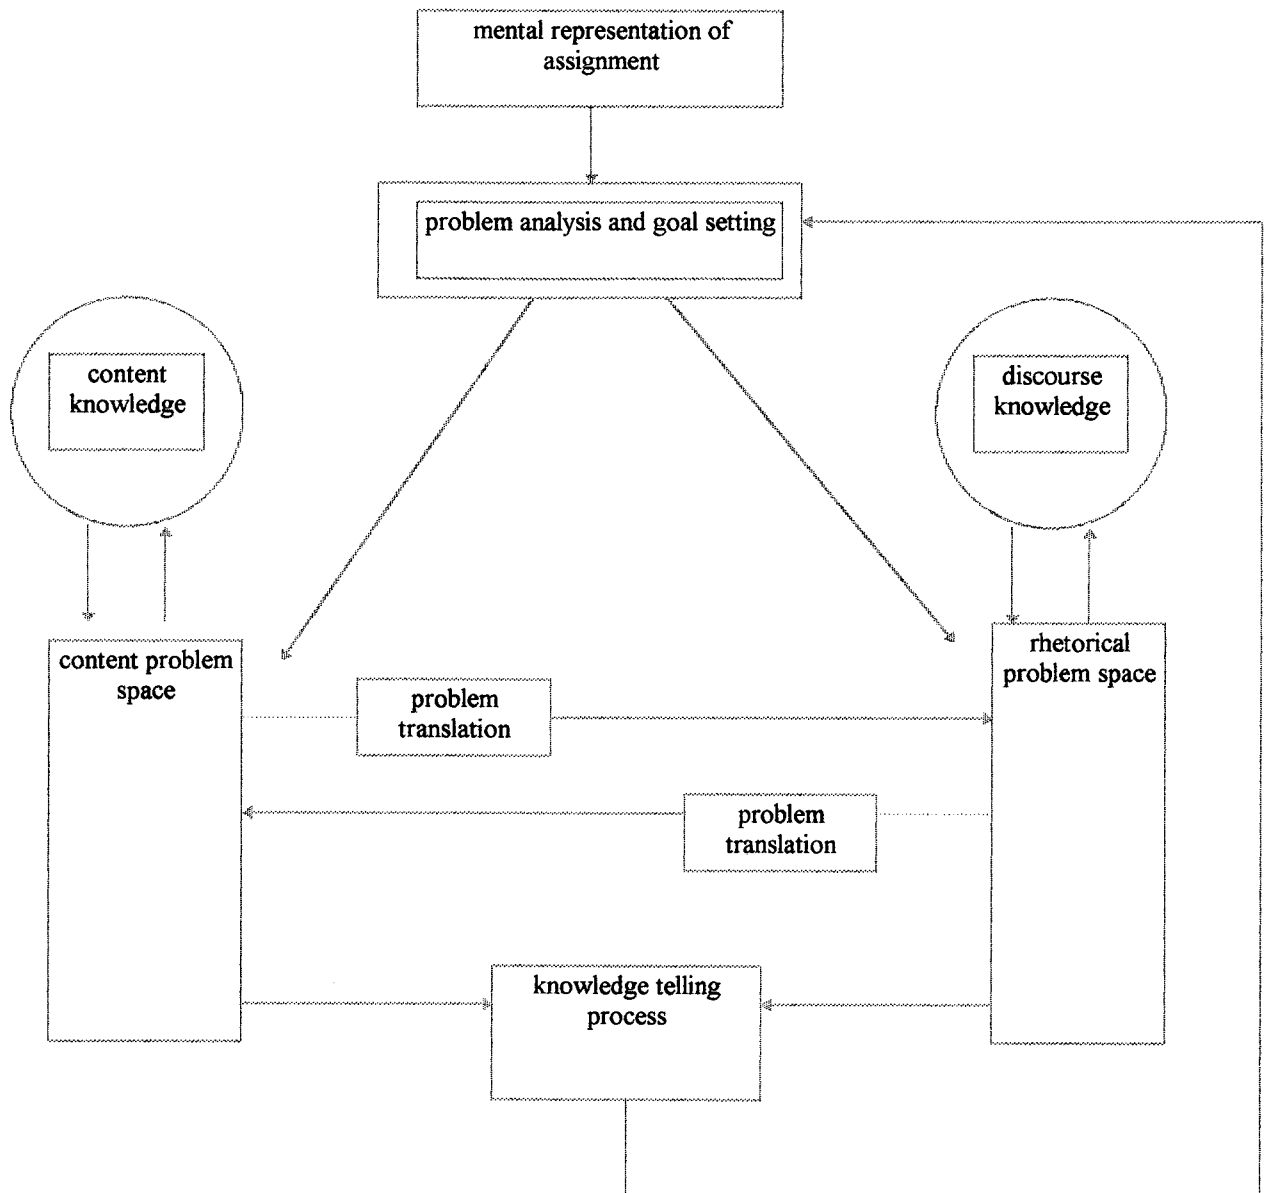 mental representation of
assignment
problem analysis and goal setting
content
knowledge
discourse
knowledge
content problem
space
rhetorical
problem space
problem
translation
problem
translation
knowledge telling
process